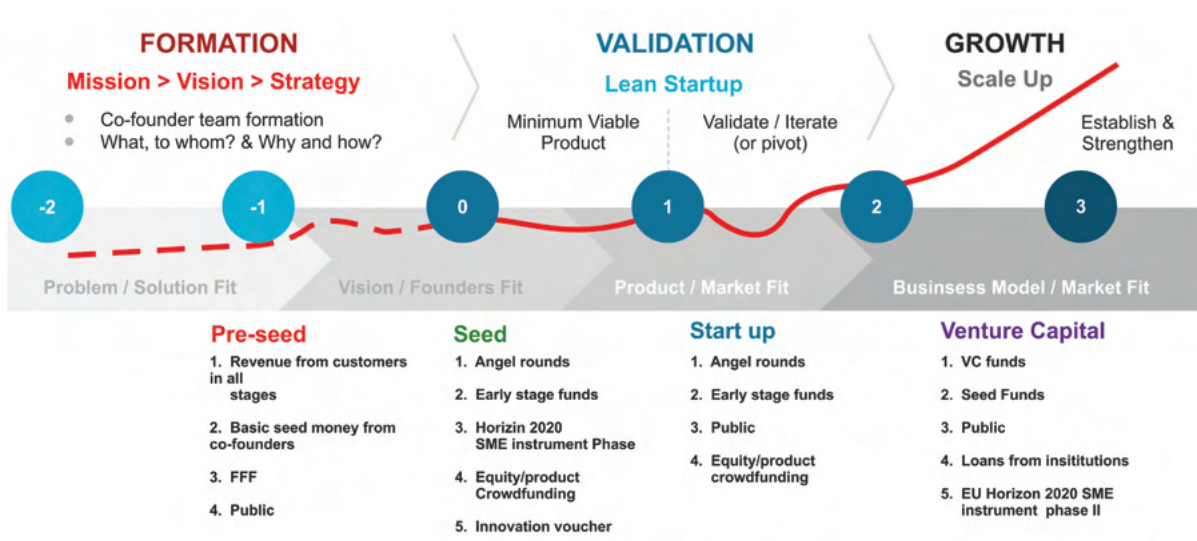 FORMATION
Mission > Vision > Strategy
Co-founder team formation
What, to whom? & Why and how?
VALIDATION
Lean Startup
Minimum Viable
Product
Validate / Iterate
(or pivot)
GROWTH
Scale Up
Establish &
Strengthen
-2
-1
0
1
2
3
Problem / Solution Fit
Vision / Founders Fit
Product / Market Fit
Businsess Model / Market Fit
Pre-seed
1. Revenue from customers
in all
stages
2. Basic seed money from
co-founders
3. FFF
4. Public
Seed
1. Angel rounds
2. Early stage funds
3. Horizin 2020
SME instrument Phase
4. Equity/product
Crowdfunding
5. Innovation voucher
Start up
1. Angel rounds
2. Early stage funds
3. Public
4. Equity/product
crowdfunding
Venture Capital
1. VC funds
2. Seed Funds
3. Public
4. Loans from insititutions
5. EU Horizon 2020 SME
instrument phase II